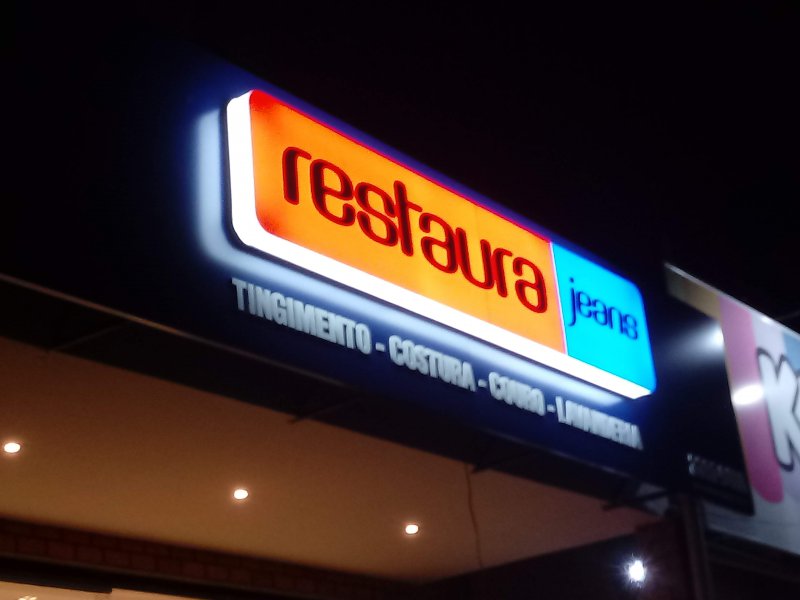 restaura jeans
TINGIMENTO - COSTURA - COURO - LAVANDERIA
K